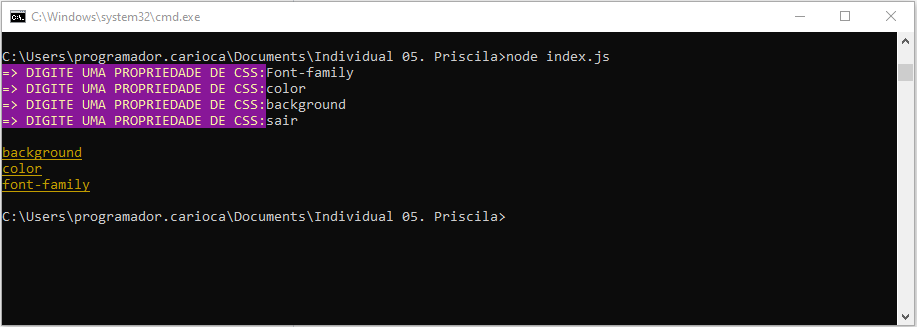 C:\Windows\system32\cmd.exe
C:\Users\programador.carioca\Documents\Individual 05. Priscila>node index.js
=> DIGITE UMA PROPRIEDADE DE CSS:Font-family
=> DIGITE UMA PROPRIEDADE DE CSS:color
=> DIGITE UMA PROPRIEDADE DE CSS:background
=> DIGITE UMA PROPRIEDADE DE CSS:sair
background
color
font-family
C:\Users\programador.carioca\Documents\Individual 05. Priscila>